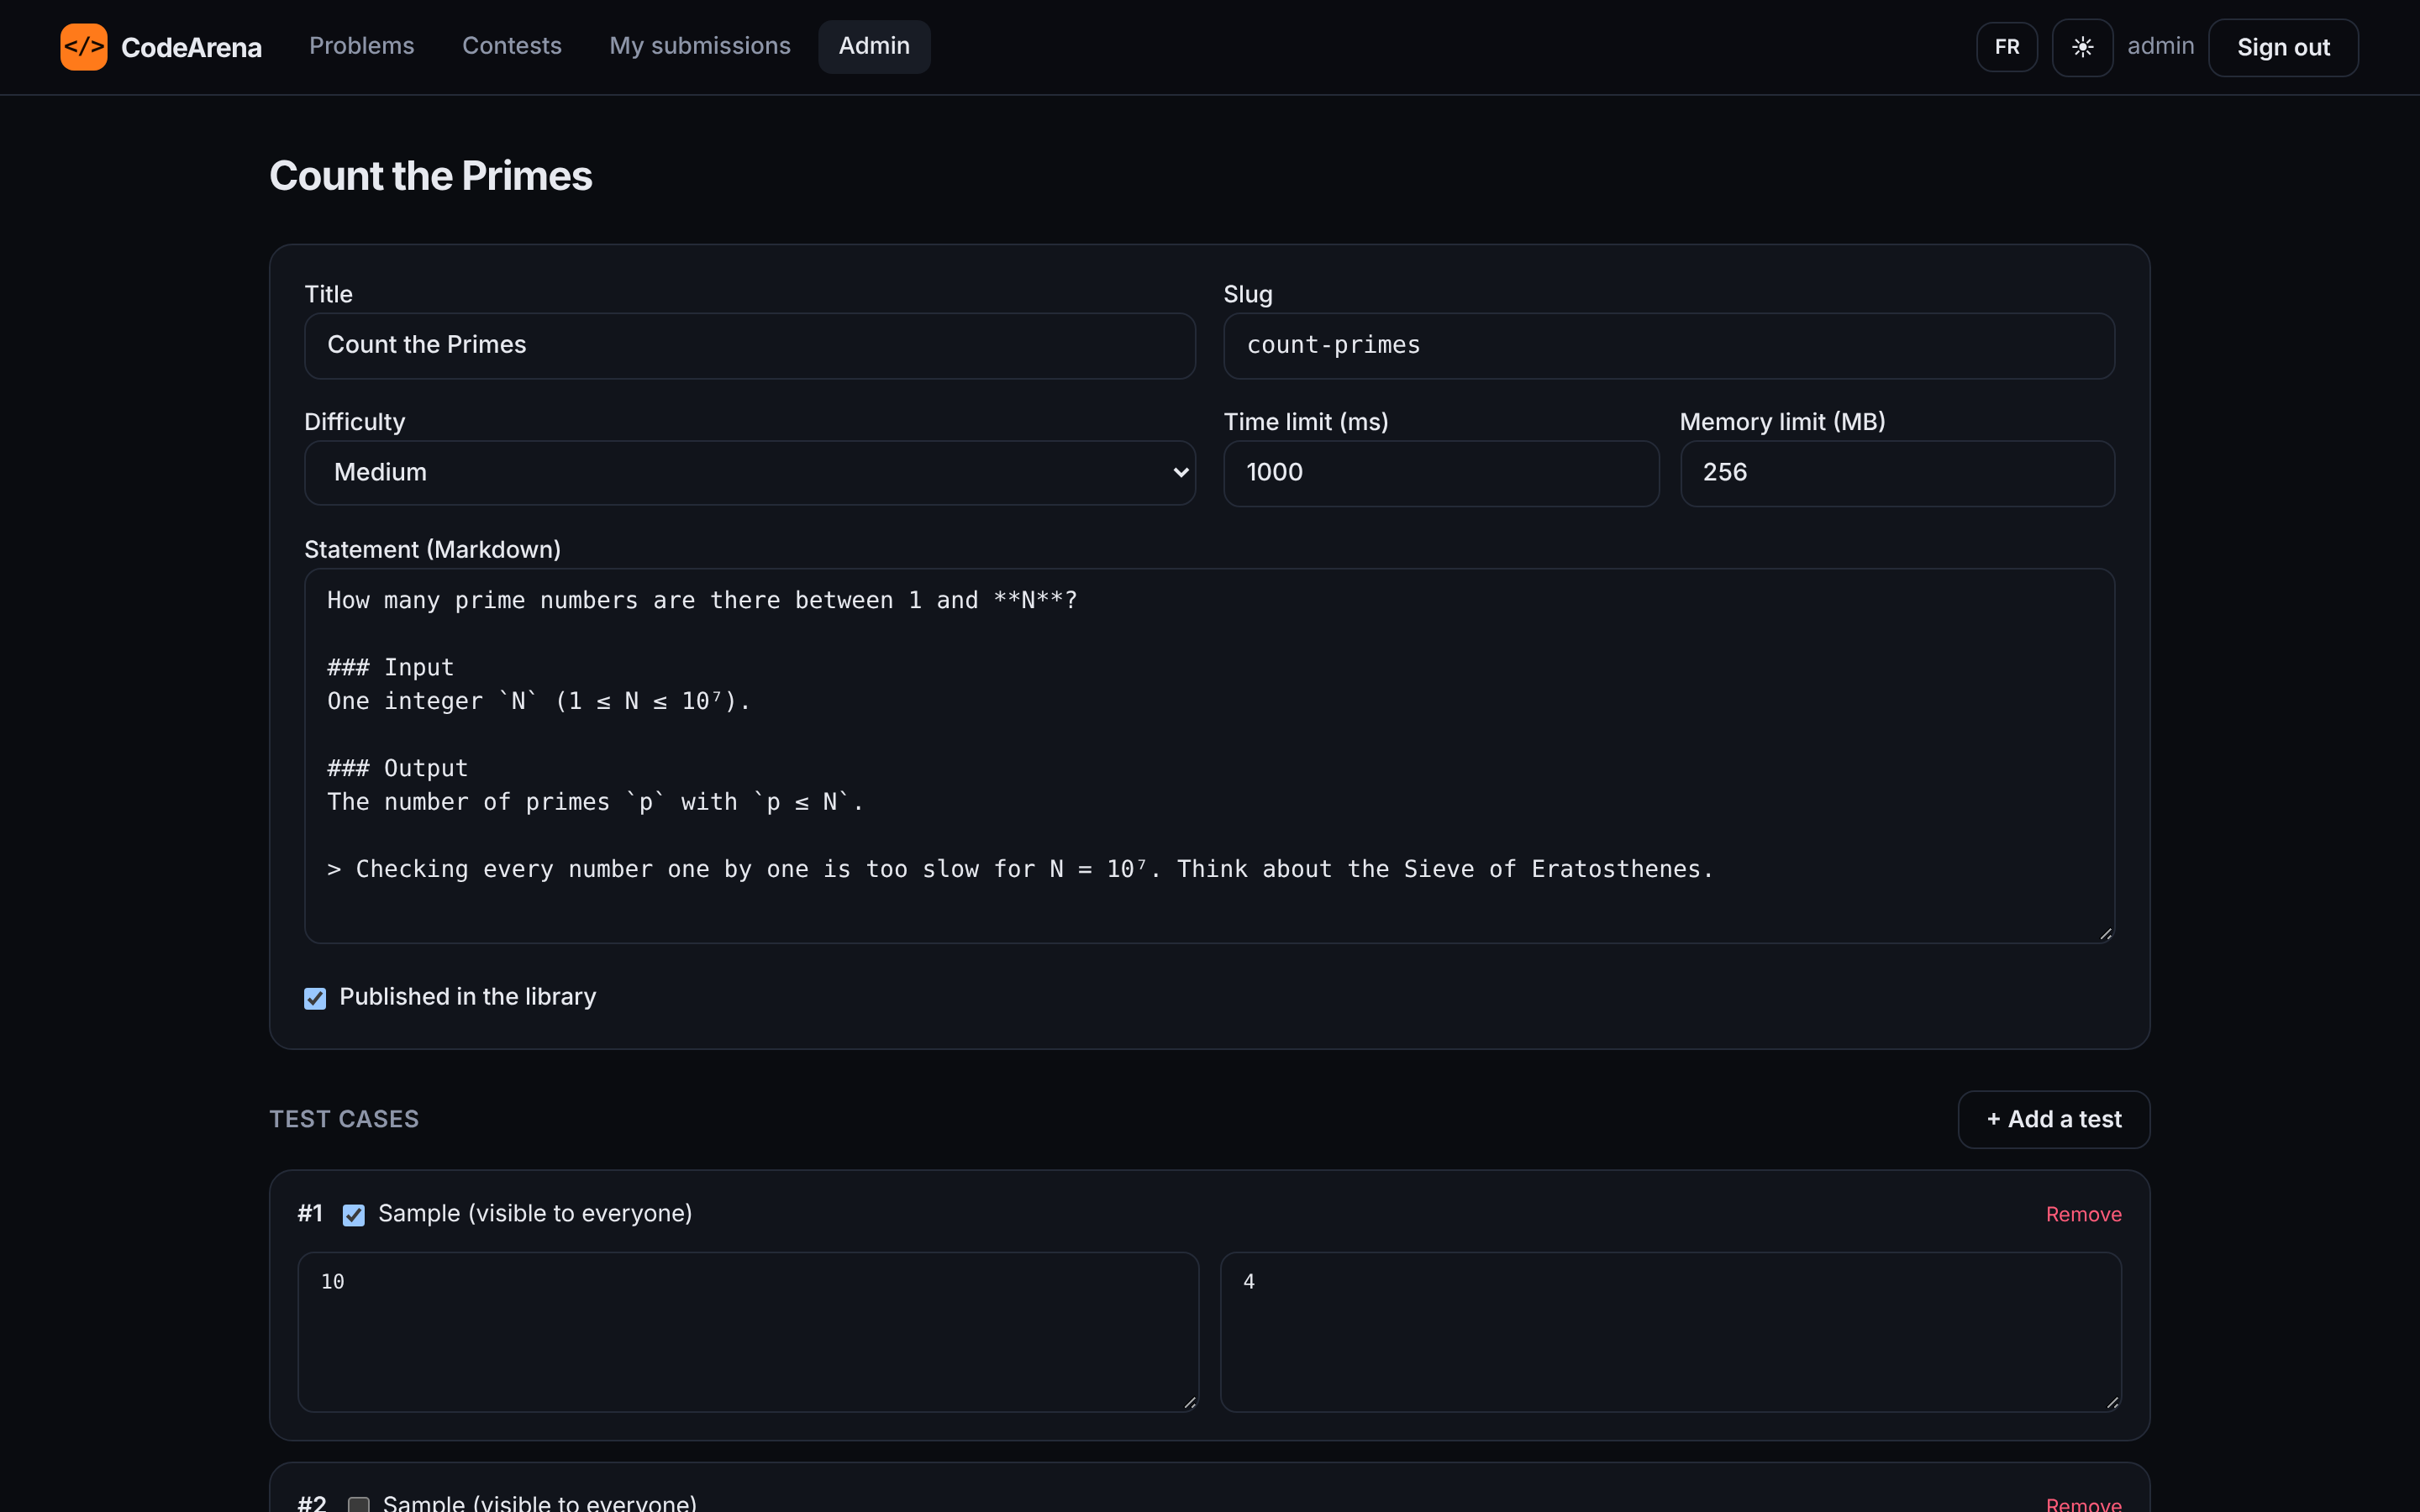 </> CodeArena Problems Contests My submissions Admin FR admin Sign out
Count the Primes
Title Slug
Count the Primes count-primes
Difficulty Time limit (ms) Memory limit (MB)
Medium 1000 256
Statement (Markdown)
How many prime numbers are there between 1 and **N**?
### Input
One integer `N` (1 ≤ N ≤ 10⁷).
### Output
The number of primes `p` with `p ≤ N`.
> Checking every number one by one is too slow for N = 10⁷. Think about the Sieve of Eratosthenes.
Published in the library
TEST CASES + Add a test
#1 Sample (visible to everyone) Remove
10 4
#2 Sample (visible to everyone) Remove